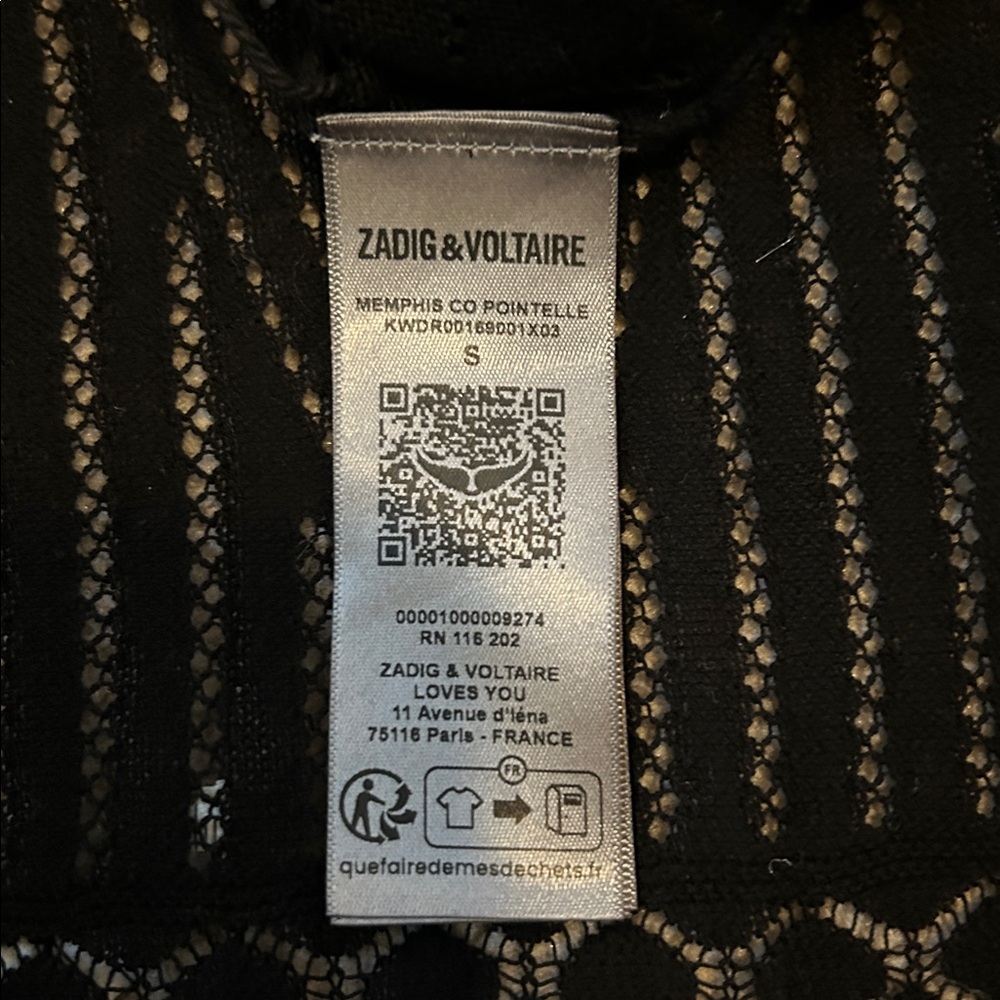 ZADIG & VOLTAIRE
MEMPHIS CO POINTELLE
KWDR00169001X03
S
00001000009274
RN 116 202
ZADIG & VOLTAIRE
LOVES YOU
11 Avenue d'Iéna
75116 Paris - FRANCE
FR
quefairedemesdechets.fr